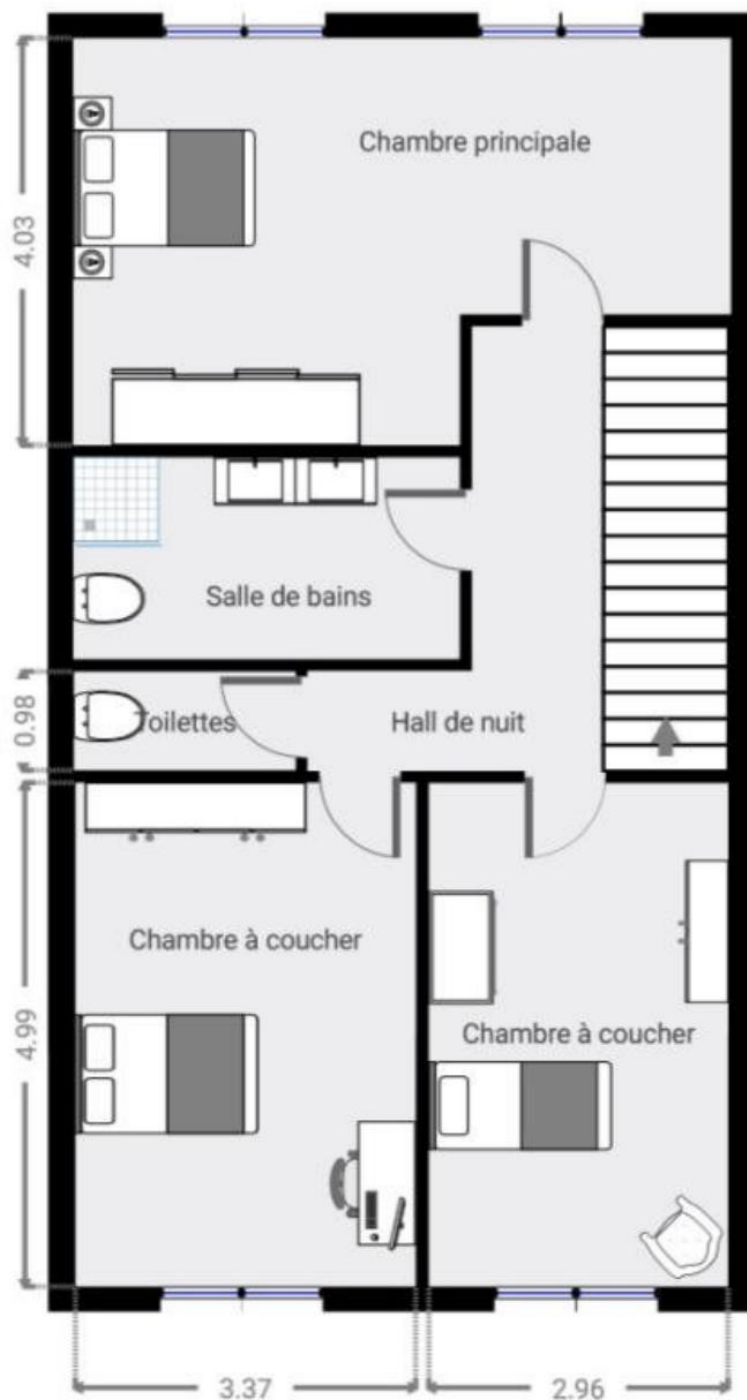 Chambre principale
4.03
Salle de bains
0.98
Toilettes
Hall de nuit
Chambre à coucher
4.99
Chambre à coucher
3.37
2.96